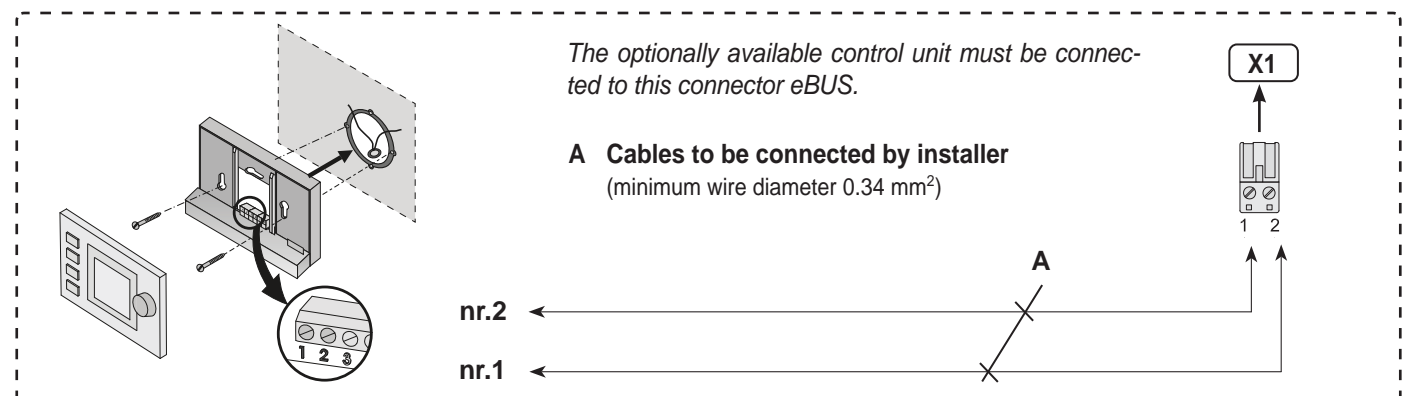 The optionally available control unit must be connec-
ted to this connector eBUS.
X1
A Cables to be connected by installer
(minimum wire diameter 0.34 mm²)
1 2
A
nr.2
1 2 3
nr.1